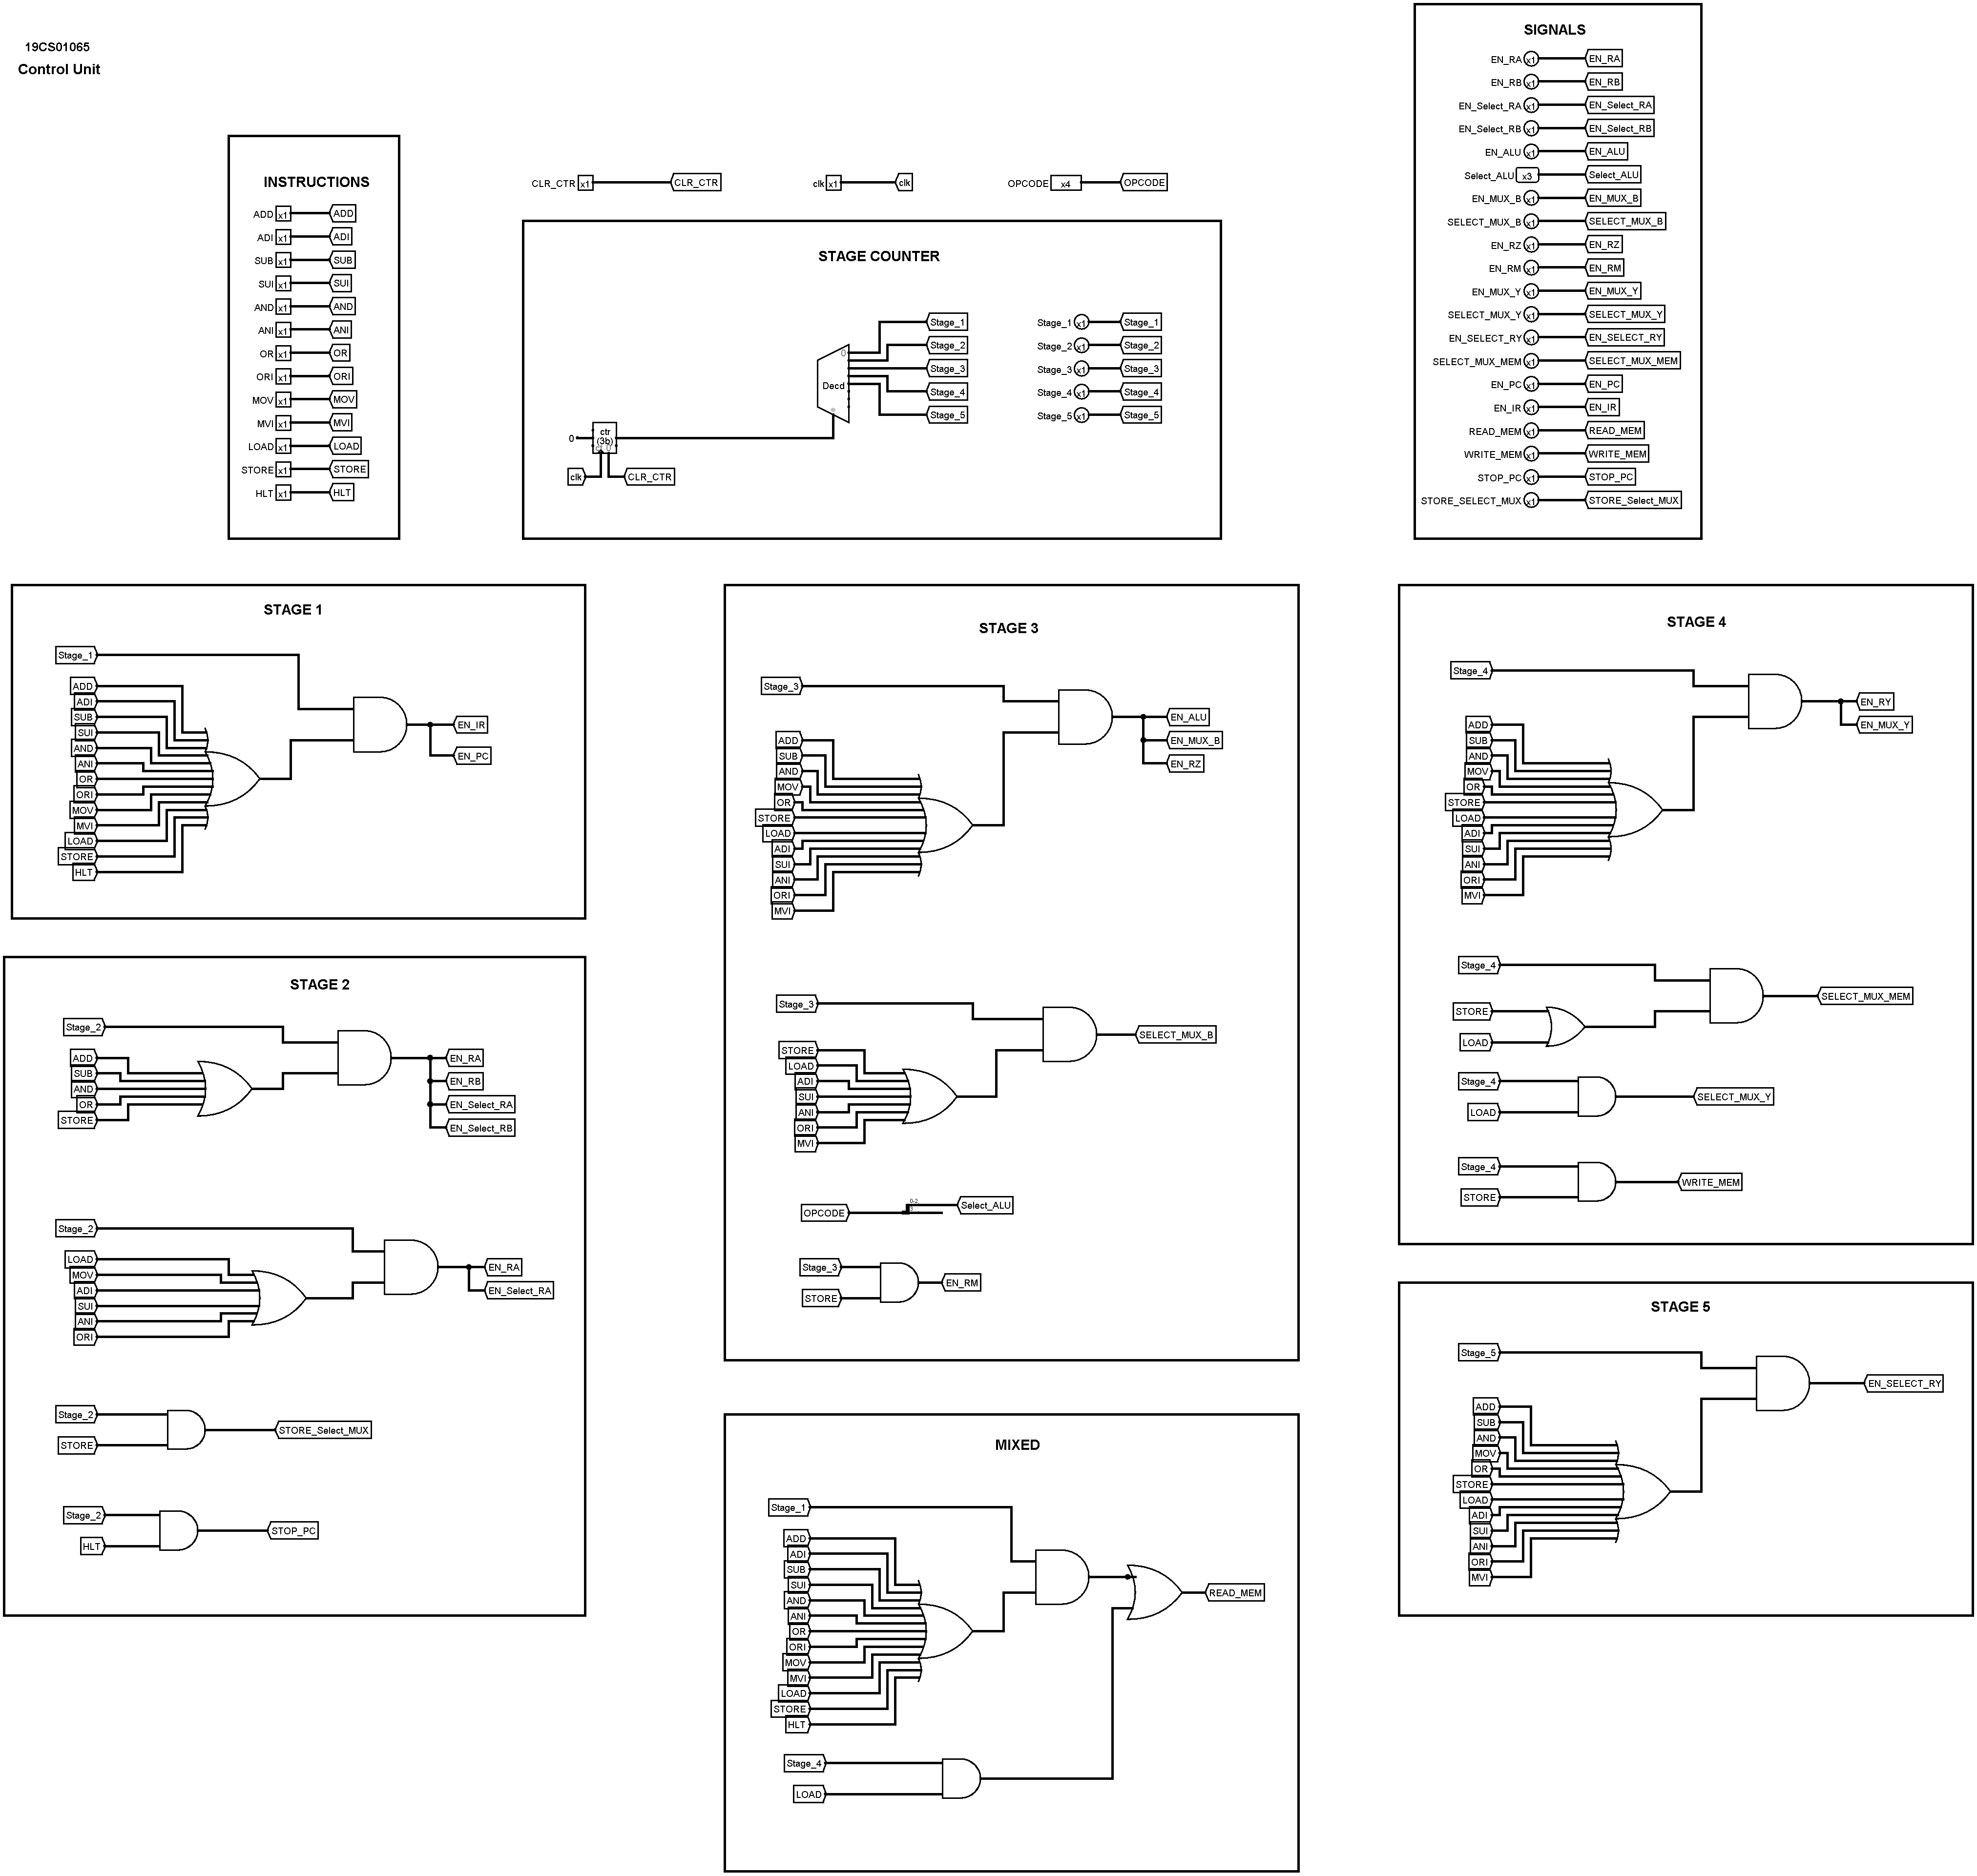 19CS01065
Control Unit
SIGNALS
EN_RA x1 EN_RA
EN_RB x1 EN_RB
EN_Select_RA x1 EN_Select_RA
EN_Select_RB x1 EN_Select_RB
EN_ALU x1 EN_ALU
Select_ALU x3 Select_ALU
EN_MUX_B x1 EN_MUX_B
SELECT_MUX_B x1 SELECT_MUX_B
EN_RZ x1 EN_RZ
EN_RM x1 EN_RM
EN_MUX_Y x1 EN_MUX_Y
SELECT_MUX_Y x1 SELECT_MUX_Y
EN_SELECT_RY x1 EN_SELECT_RY
SELECT_MUX_MEM x1 SELECT_MUX_MEM
EN_PC x1 EN_PC
EN_IR x1 EN_IR
READ_MEM x1 READ_MEM
WRITE_MEM x1 WRITE_MEM
STOP_PC x1 STOP_PC
STORE_SELECT_MUX x1 STORE_Select_MUX
INSTRUCTIONS
ADD x1 ADD
ADI x1 ADI
SUB x1 SUB
SUI x1 SUI
AND x1 AND
ANI x1 ANI
OR x1 OR
ORI x1 ORI
MOV x1 MOV
MVI x1 MVI
LOAD x1 LOAD
STORE x1 STORE
HLT x1 HLT
CLR_CTR x1 CLR_CTR
clk x1 clk
OPCODE x4 OPCODE
STAGE COUNTER
Stage_1 Stage_1 x1 Stage_1
Stage_2 Stage_2 x1 Stage_2
Stage_3 Stage_3 x1 Stage_3
Stage_4 Stage_4 x1 Stage_4
Stage_5 Stage_5 x1 Stage_5
0
Decd
0
ctr
(3b)
clk
CLR_CTR
STAGE 1
Stage_1
ADD
ADI
SUB
SUI
AND
ANI
OR
ORI
MOV
MVI
LOAD
STORE
HLT
EN_IR
EN_PC
STAGE 2
Stage_2
ADD
SUB
AND
OR
STORE
EN_RA
EN_RB
EN_Select_RA
EN_Select_RB
Stage_2
LOAD
MOV
ADI
SUI
ANI
ORI
EN_RA
EN_Select_RA
Stage_2
STORE
STORE_Select_MUX
Stage_2
HLT
STOP_PC
STAGE 3
Stage_3
ADD
SUB
AND
MOV
OR
STORE
LOAD
ADI
SUI
ANI
ORI
MVI
EN_ALU
EN_MUX_B
EN_RZ
Stage_3
STORE
LOAD
ADI
SUI
ANI
ORI
MVI
SELECT_MUX_B
OPCODE
0-2
3
Select_ALU
Stage_3
STORE
EN_RM
MIXED
Stage_1
ADD
ADI
SUB
SUI
AND
ANI
OR
ORI
MOV
MVI
LOAD
STORE
HLT
READ_MEM
Stage_4
LOAD
STAGE 4
Stage_4
ADD
SUB
AND
MOV
OR
STORE
LOAD
ADI
SUI
ANI
ORI
MVI
EN_RY
EN_MUX_Y
Stage_4
STORE
LOAD
SELECT_MUX_MEM
Stage_4
LOAD
SELECT_MUX_Y
Stage_4
STORE
WRITE_MEM
STAGE 5
Stage_5
ADD
SUB
AND
MOV
OR
STORE
LOAD
ADI
SUI
ANI
ORI
MVI
EN_SELECT_RY